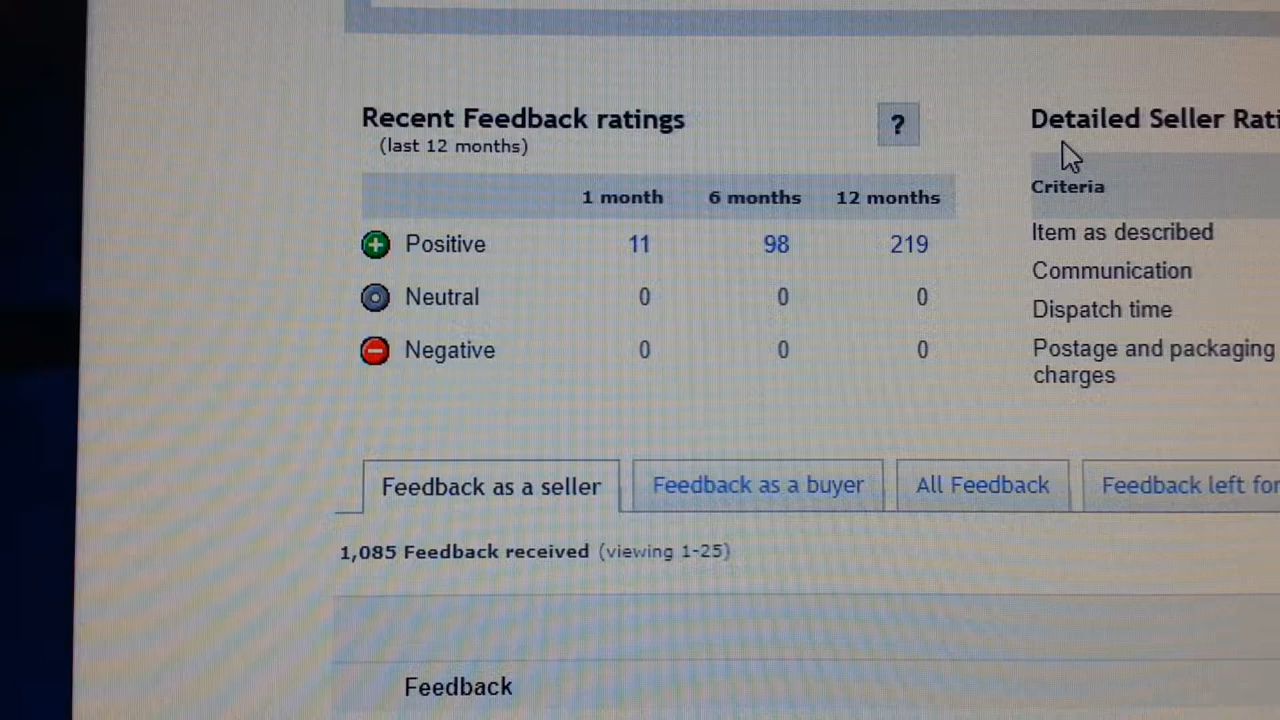 Recent Feedback ratings
(last 12 months)
?
1 month 6 months 12 months
Positive 11 98 219
Neutral 0 0 0
Negative 0 0 0
Detailed Seller Rati
Criteria
Item as described
Communication
Dispatch time
Postage and packaging
charges
Feedback as a seller Feedback as a buyer All Feedback Feedback left for
1,085 Feedback received (viewing 1-25)
Feedback